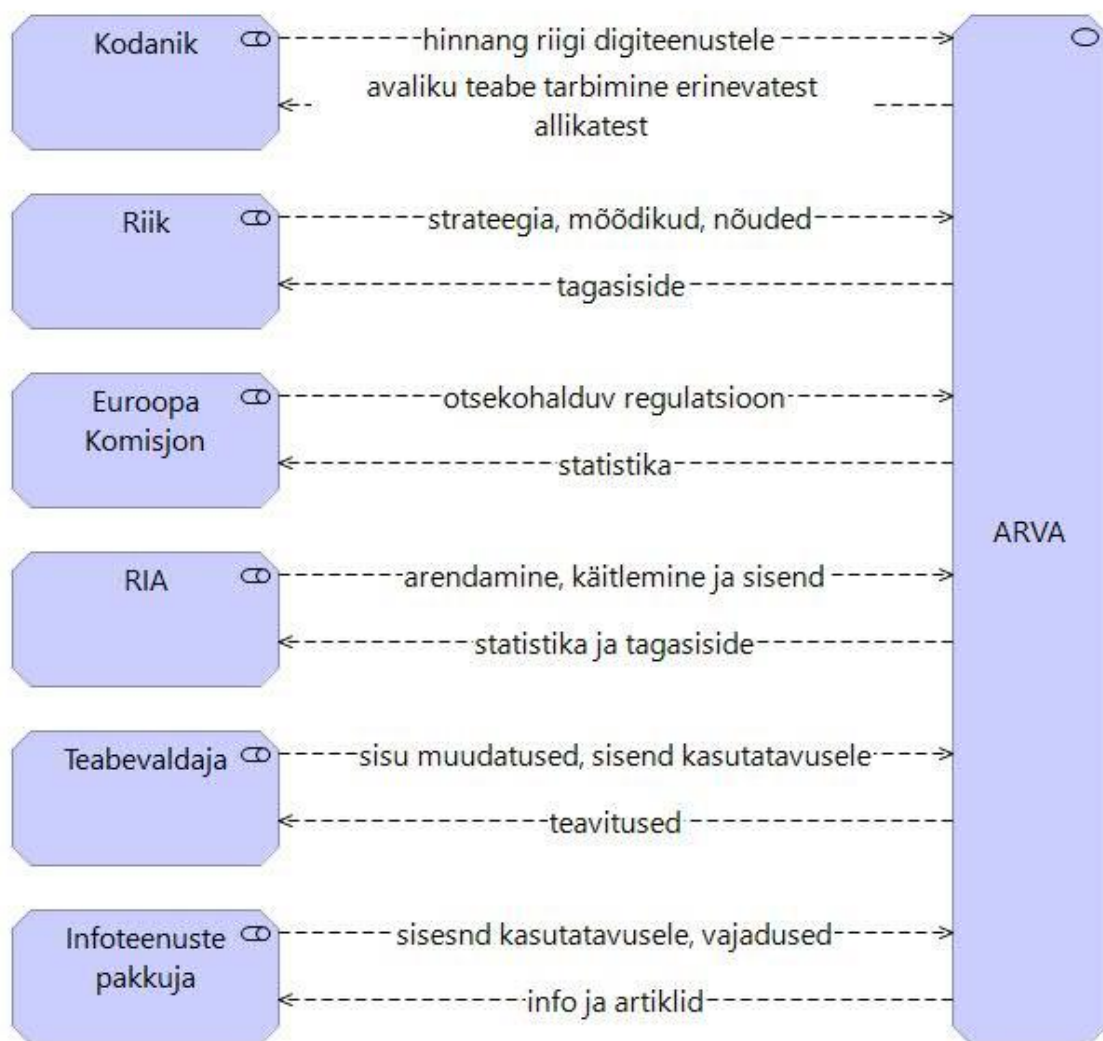 Kodanik
hinnang riigi digiteenustele
avaliku teabe tarbimine erinevatest
allikatest
Riik
strateegia, mõõdikud, nõuded
tagasiside
Euroopa
Komisjon
otsekohalduv regulatsioon
statistika
ARVA
RIA
arendamine, käitlemine ja sisend
statistika ja tagasiside
Teabevaldaja
sisu muudatused, sisend kasutatavusele
teavitused
Infoteenuste
pakkuja
sisesnd kasutatavusele, vajadused
info ja artiklid